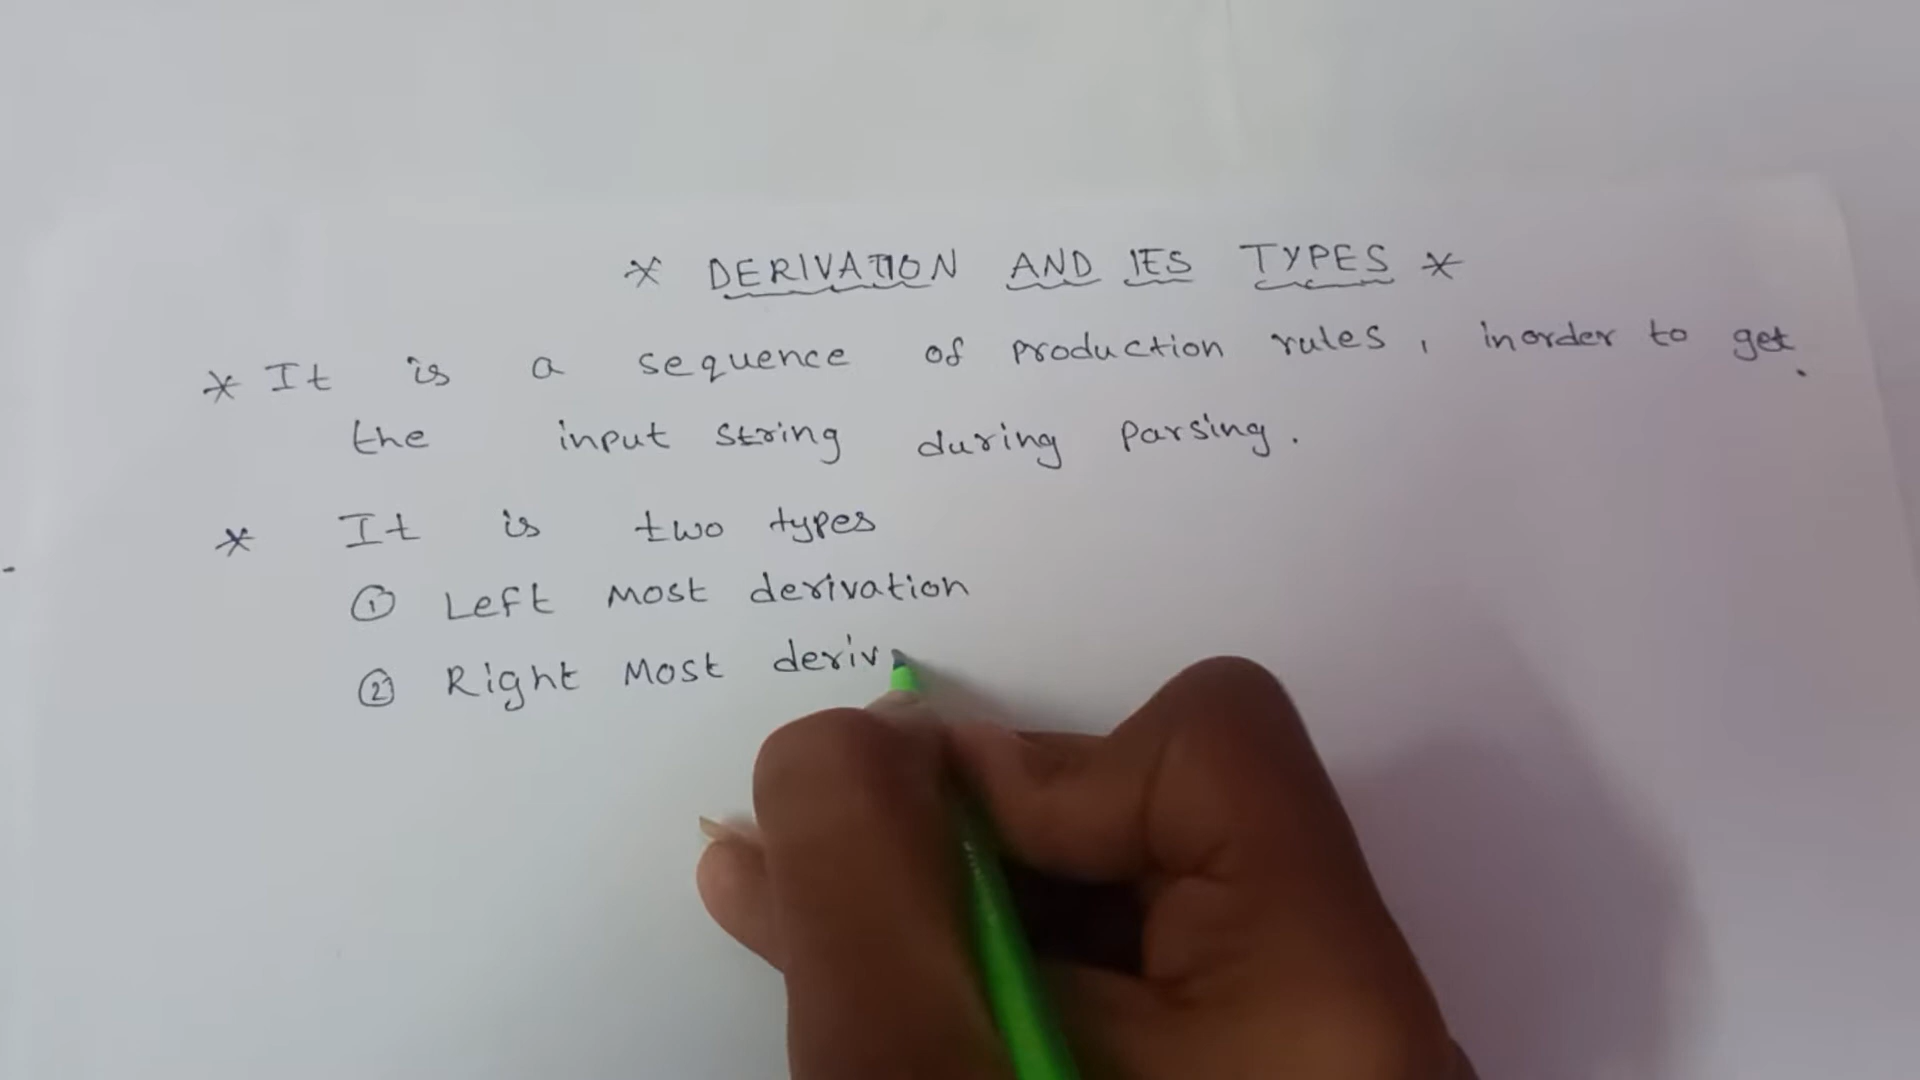 * DERIVATION AND ITS TYPES *
* It is a sequence of production rules, inorder to get
the input string during parsing.
* It is two types
① Left most derivation
② Right most deriv